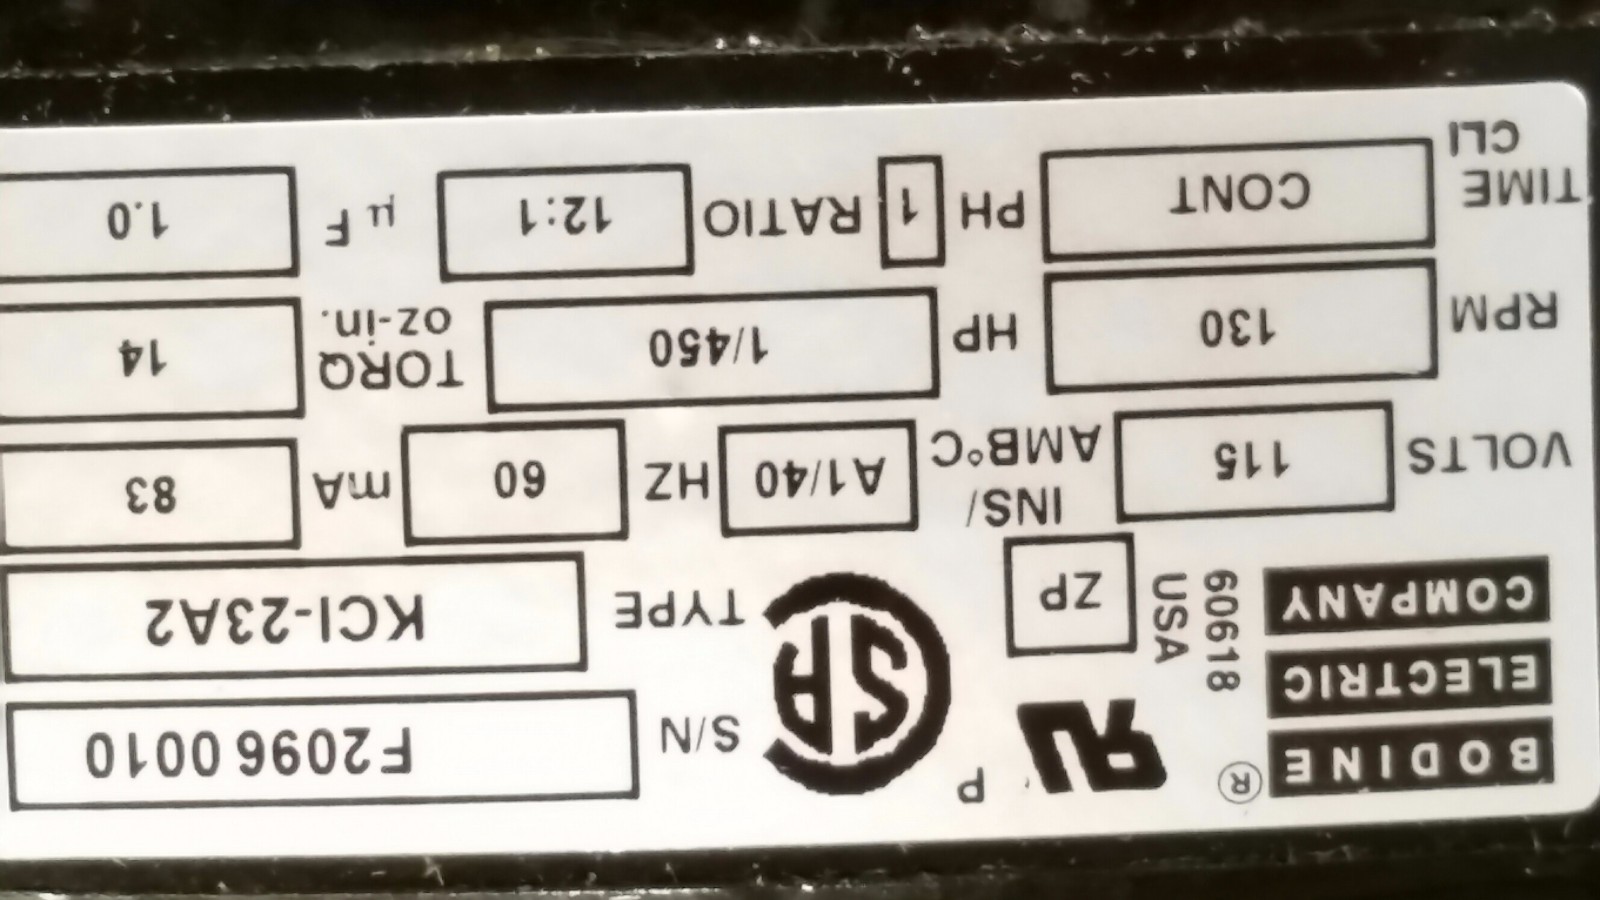 BODINE ® P S/N F2096 0010
ELECTRIC
COMPANY
60618
USA
ZP
TYPE KCI-23A2
VOLTS 115 INS/AMB°C A1/40 HZ 60 mA 83
RPM 130 HP 1/450 TORQ oz-in. 14
TIME CLI CONT PH 1 RATIO 12:1 µF 1.0